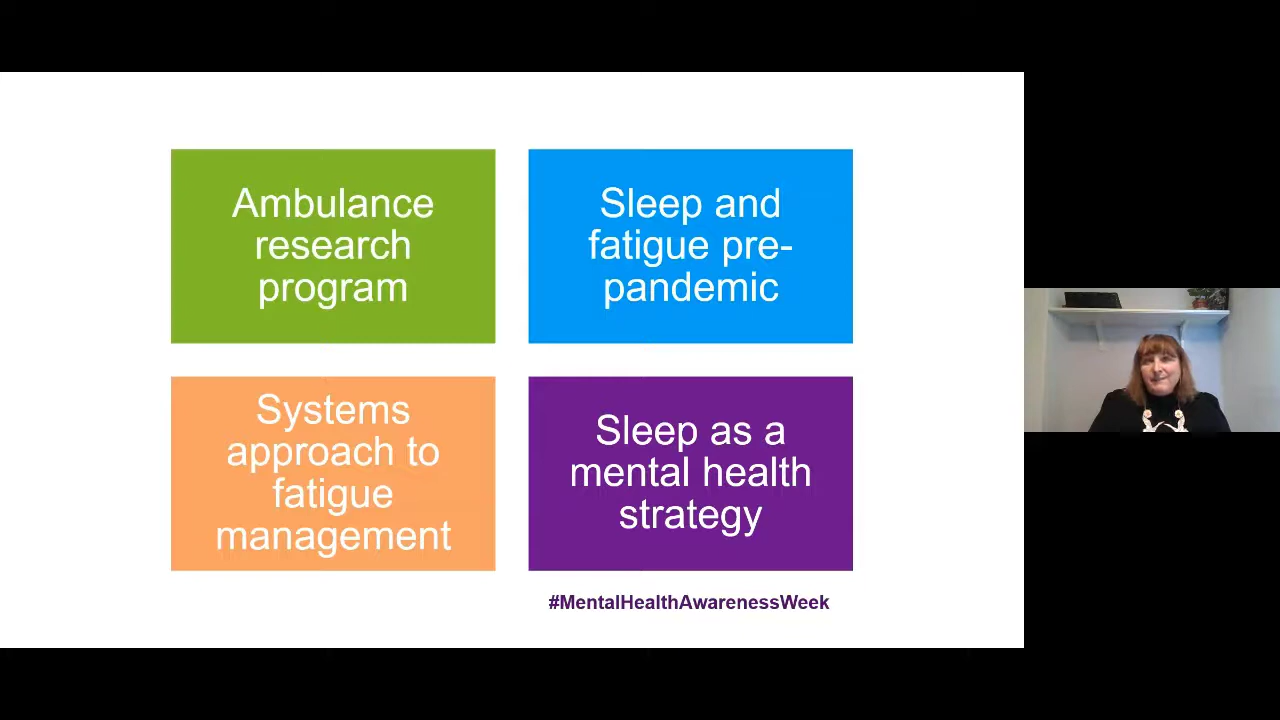 Ambulance
research
program
Sleep and
fatigue pre-
pandemic
Systems
approach to
fatigue
management
Sleep as a
mental health
strategy
#MentalHealthAwarenessWeek